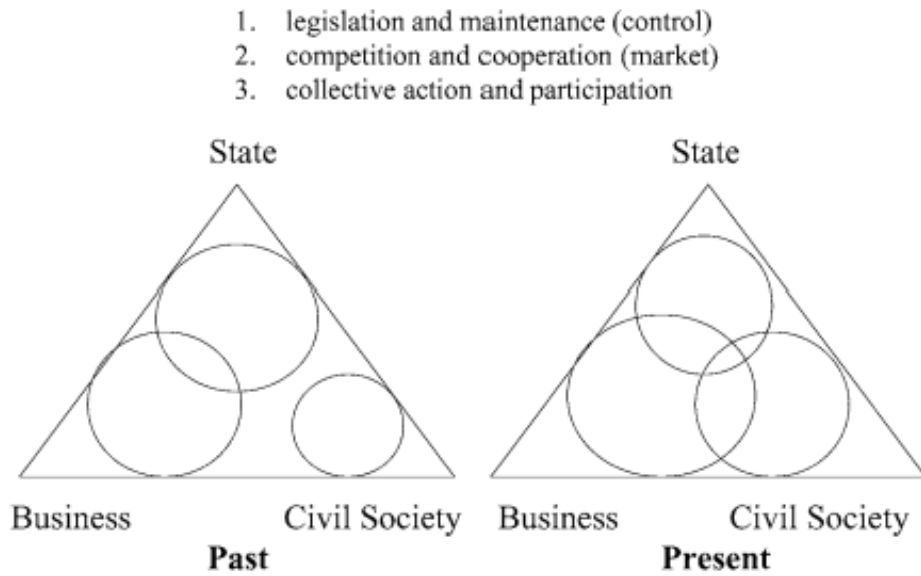 1. legislation and maintenance (control)
2. competition and cooperation (market)
3. collective action and participation
State State
Business Civil Society Business Civil Society
Past Present